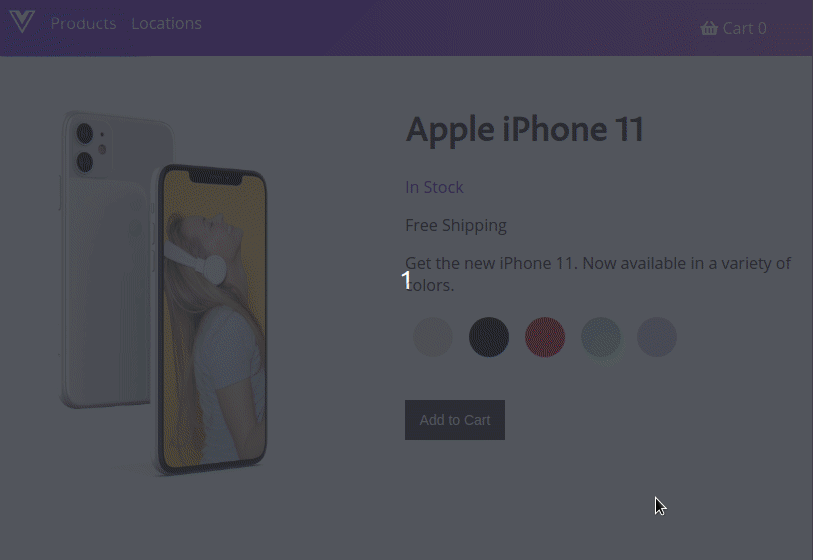 Products Locations Cart 0
Apple iPhone 11
In Stock
Free Shipping
Get the new iPhone 11. Now available in a variety of
colors.
1
Add to Cart